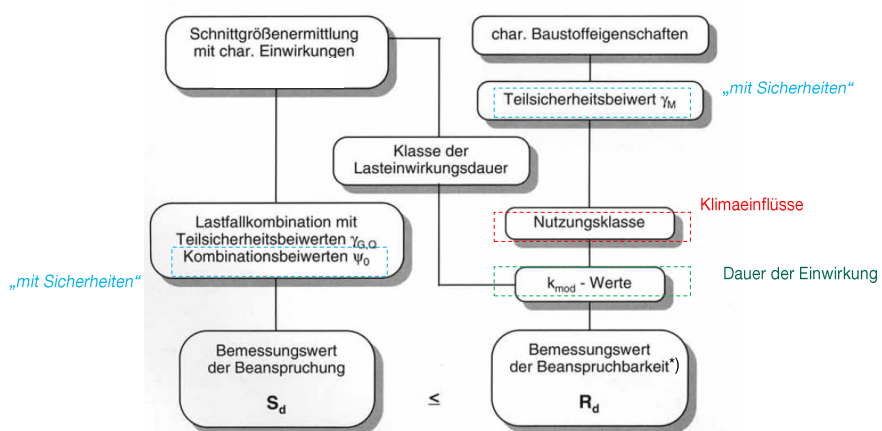 Schnittgrößenermittlung
mit char. Einwirkungen
char. Baustoffeigenschaften
Teilsicherheitsbeiwert γM
„mit Sicherheiten“
Klasse der
Lasteinwirkungsdauer
Klimaeinflüsse
Lastfallkombination mit
Teilsicherheitsbeiwerten γG,Q
Kombinationsbeiwerten ψ0
Nutzungsklasse
„mit Sicherheiten“
kmod - Werte
Dauer der Einwirkung
Bemessungswert
der Beanspruchung
Sd
≤
Bemessungswert
der Beanspruchbarkeit*)
Rd